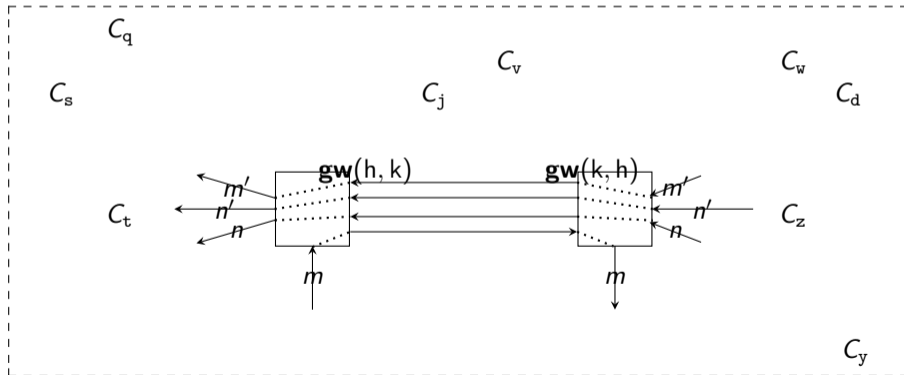 C_q
C_v
C_w
C_s
C_j
C_d
gw(h, k)
gw(k, h)
m′
m′
C_t
n′
n′
C_z
n
n
m
m
C_y